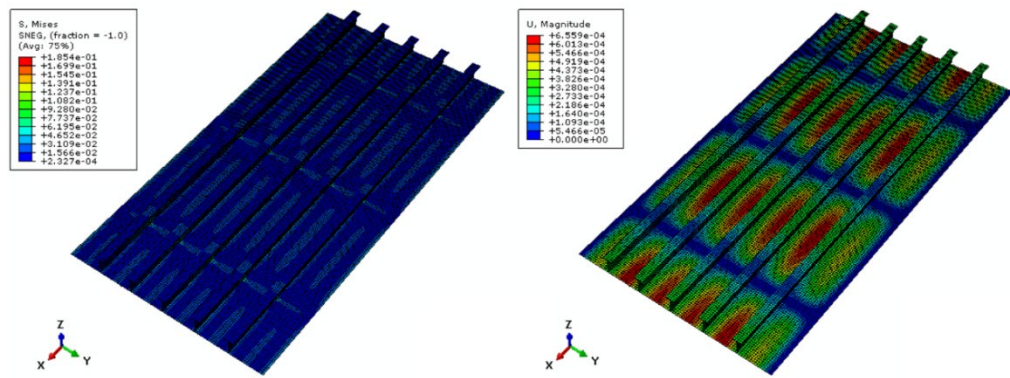 S, Mises
SNEG, (fraction = -1.0)
(Avg: 75%)
+1.854e-01
+1.699e-01
+1.545e-01
+1.391e-01
+1.237e-01
+1.082e-01
+9.280e-02
+7.737e-02
+6.195e-02
+4.652e-02
+3.109e-02
+1.566e-02
+2.327e-04
Z
X
Y
U, Magnitude
+6.559e-04
+6.013e-04
+5.466e-04
+4.919e-04
+4.373e-04
+3.826e-04
+3.280e-04
+2.733e-04
+2.186e-04
+1.640e-04
+1.093e-04
+5.466e-05
+0.000e+00
Z
X
Y